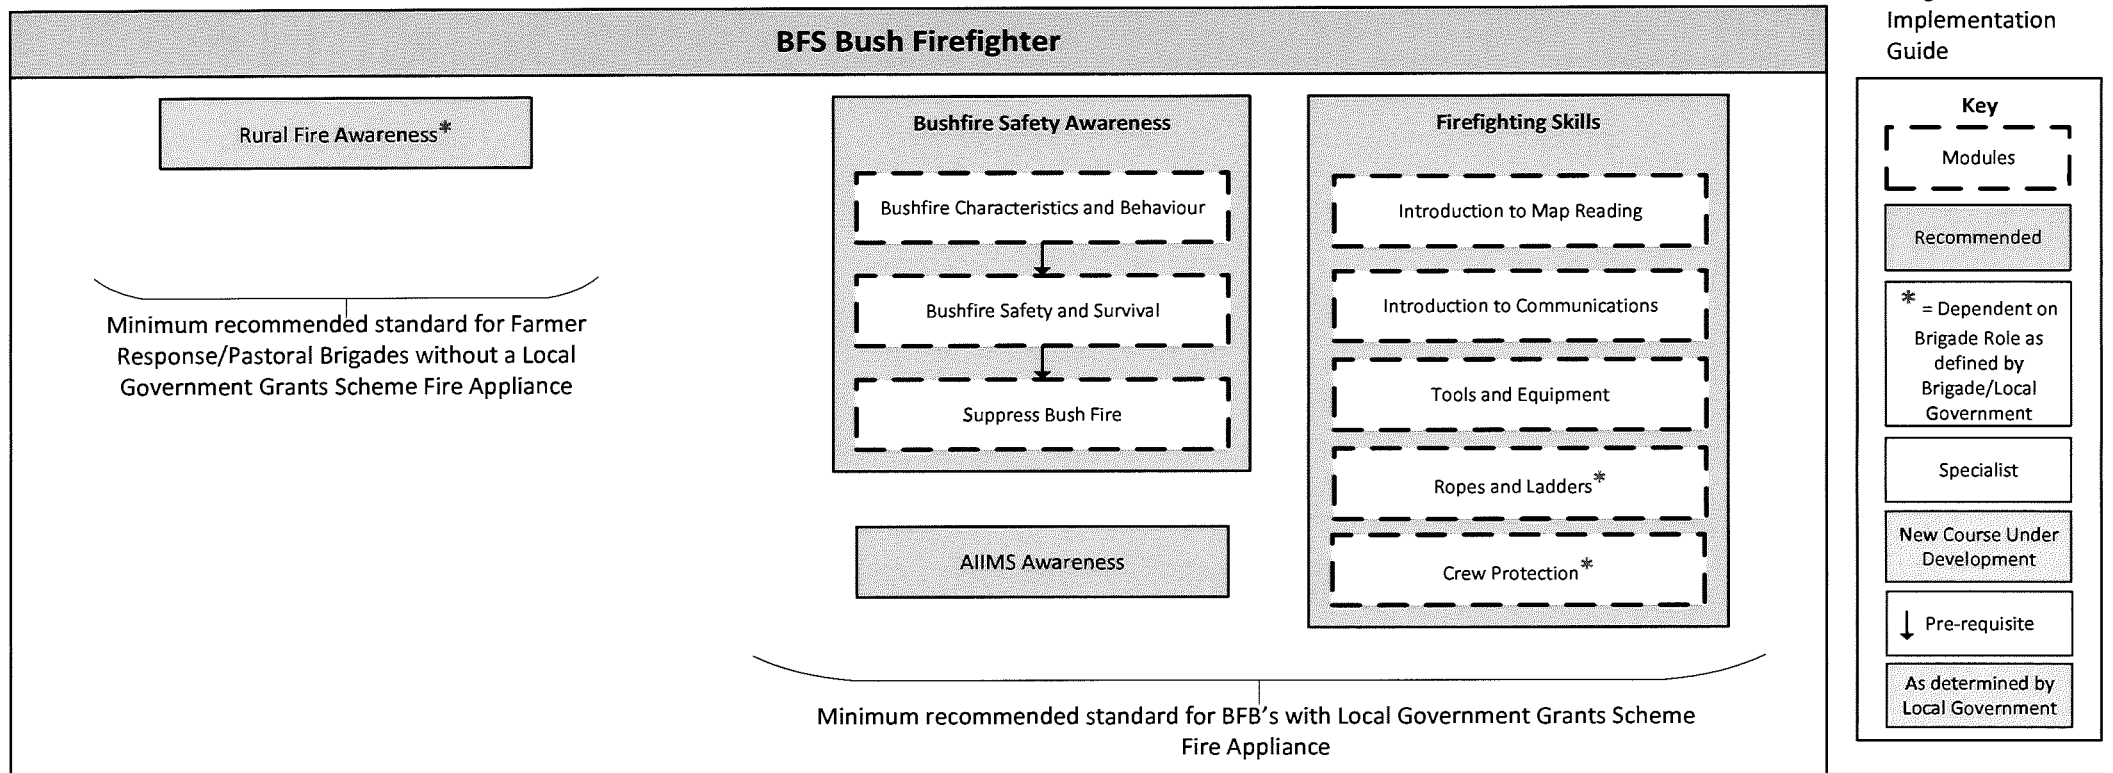 BFS Bush Firefighter
Rural Fire Awareness*
Minimum recommended standard for Farmer
Response/Pastoral Brigades without a Local
Government Grants Scheme Fire Appliance
Bushfire Safety Awareness
Bushfire Characteristics and Behaviour
Bushfire Safety and Survival
Suppress Bush Fire
AIIMS Awareness
Firefighting Skills
Introduction to Map Reading
Introduction to Communications
Tools and Equipment
Ropes and Ladders*
Crew Protection*
Minimum recommended standard for BFB's with Local Government Grants Scheme
Fire Appliance
Implementation
Guide
Key
Modules
Recommended
* = Dependent on
Brigade Role as
defined by
Brigade/Local
Government
Specialist
New Course Under
Development
Pre-requisite
As determined by
Local Government